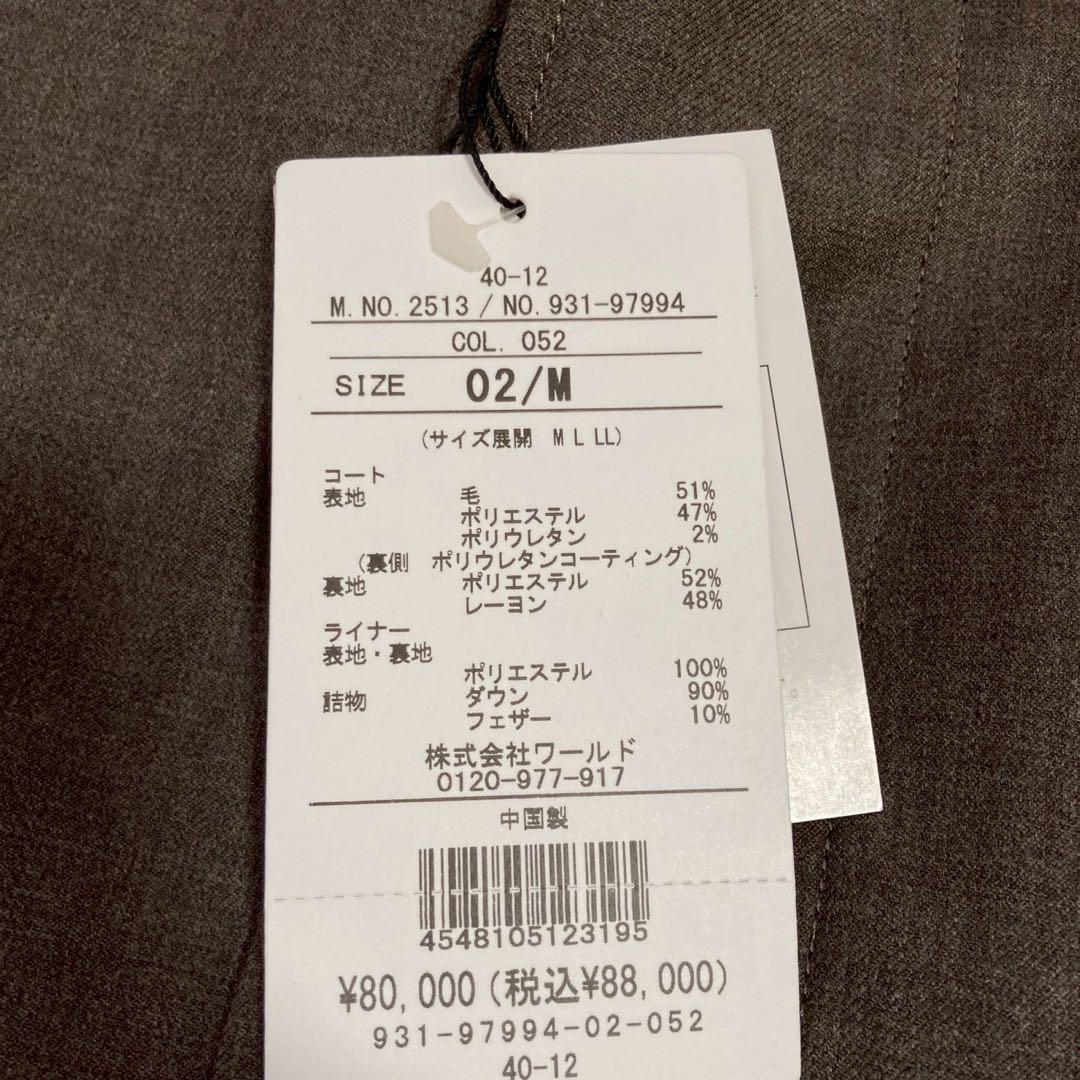 40-12
M.NO.2513 / NO.931-97994
COL. 052
SIZE 02/M
(サイズ展開 M L LL)
コート
表地 毛 51%
ポリエステル 47%
ポリウレタン 2%
(裏側 ポリウレタンコーティング)
裏地 ポリエステル 52%
レーヨン 48%
ライナー
表地・裏地
ポリエステル 100%
詰物 ダウン 90%
フェザー 10%
株式会社ワールド
0120-977-917
中国製
4548105123195
¥80,000(税込¥88,000)
931-97994-02-052
40-12